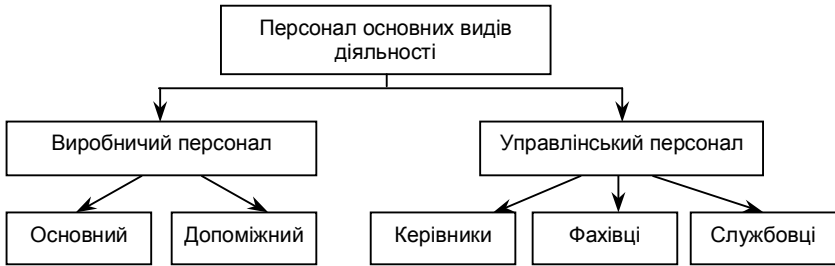 Персонал основних видів
діяльності
Виробничий персонал
Управлінський персонал
Основний
Допоміжний
Керівники
Фахівці
Службовці